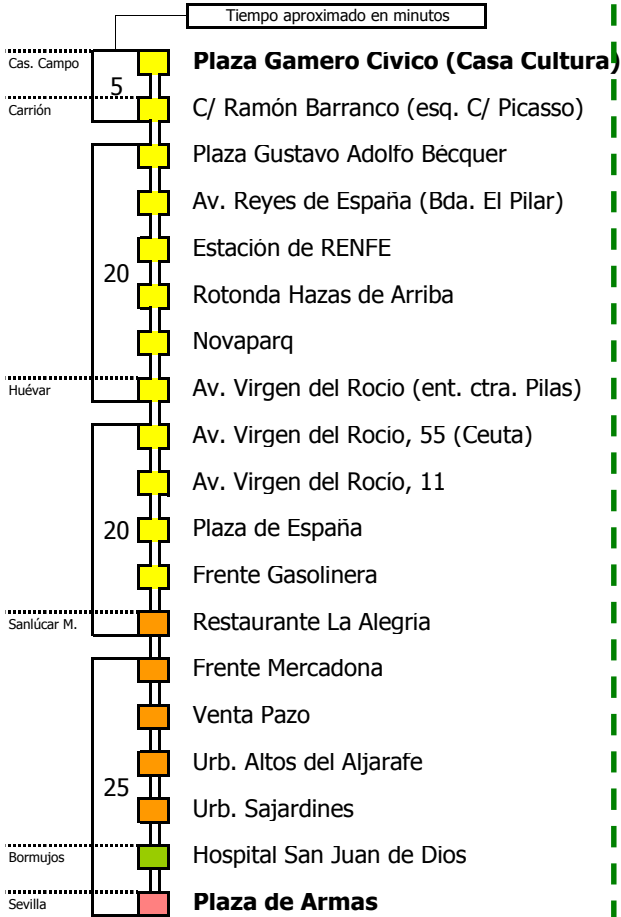 Tiempo aproximado en minutos
Cas. Campo
5
Plaza Gamero Cívico (Casa Cultura)
Carrión
C/ Ramón Barranco (esq. C/ Picasso)
Plaza Gustavo Adolfo Bécquer
Av. Reyes de España (Bda. El Pilar)
Estación de RENFE
20
Rotonda Hazas de Arriba
Novaparq
Huévar
Av. Virgen del Rocio (ent. ctra. Pilas)
Av. Virgen del Rocio, 55 (Ceuta)
Av. Virgen del Rocío, 11
20
Plaza de España
Frente Gasolinera
Sanlúcar M.
Restaurante La Alegria
Frente Mercadona
Venta Pazo
Urb. Altos del Aljarafe
25
Urb. Sajardines
Bormujos
Hospital San Juan de Dios
Sevilla
Plaza de Armas